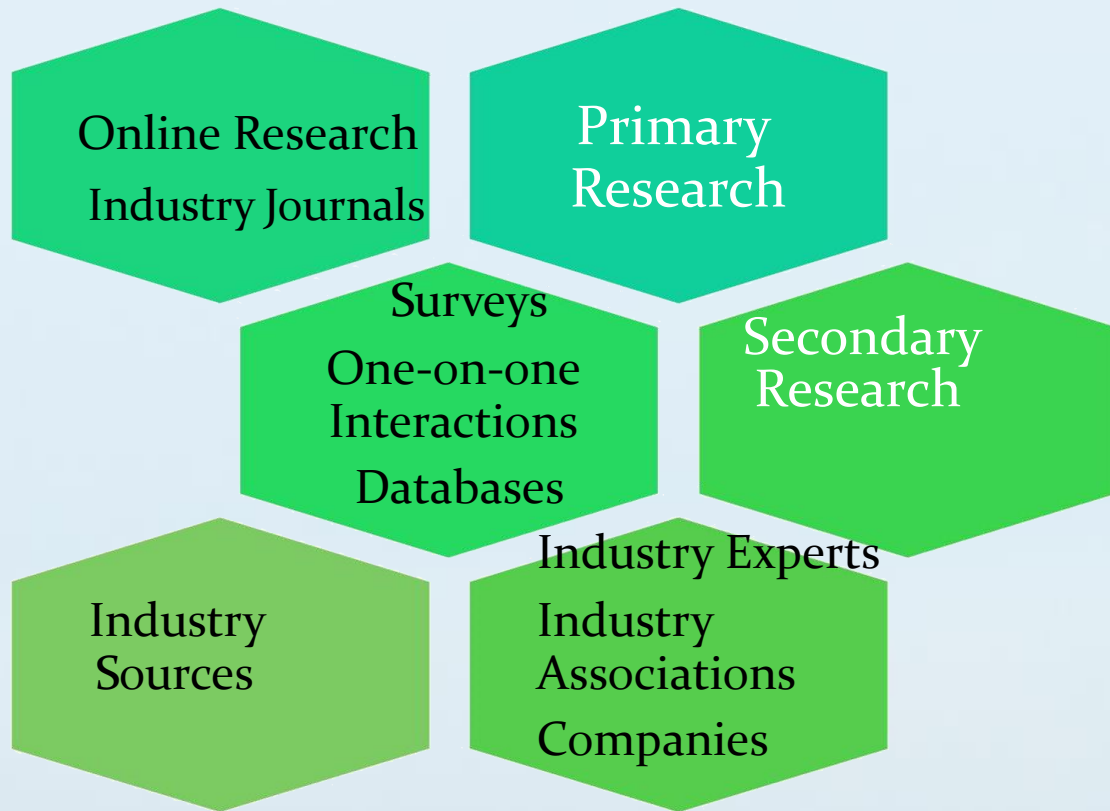 Online Research
Industry Journals
Primary
Research
Surveys
One-on-one
Interactions
Databases
Secondary
Research
Industry
Sources
Industry Experts
Industry
Associations
Companies